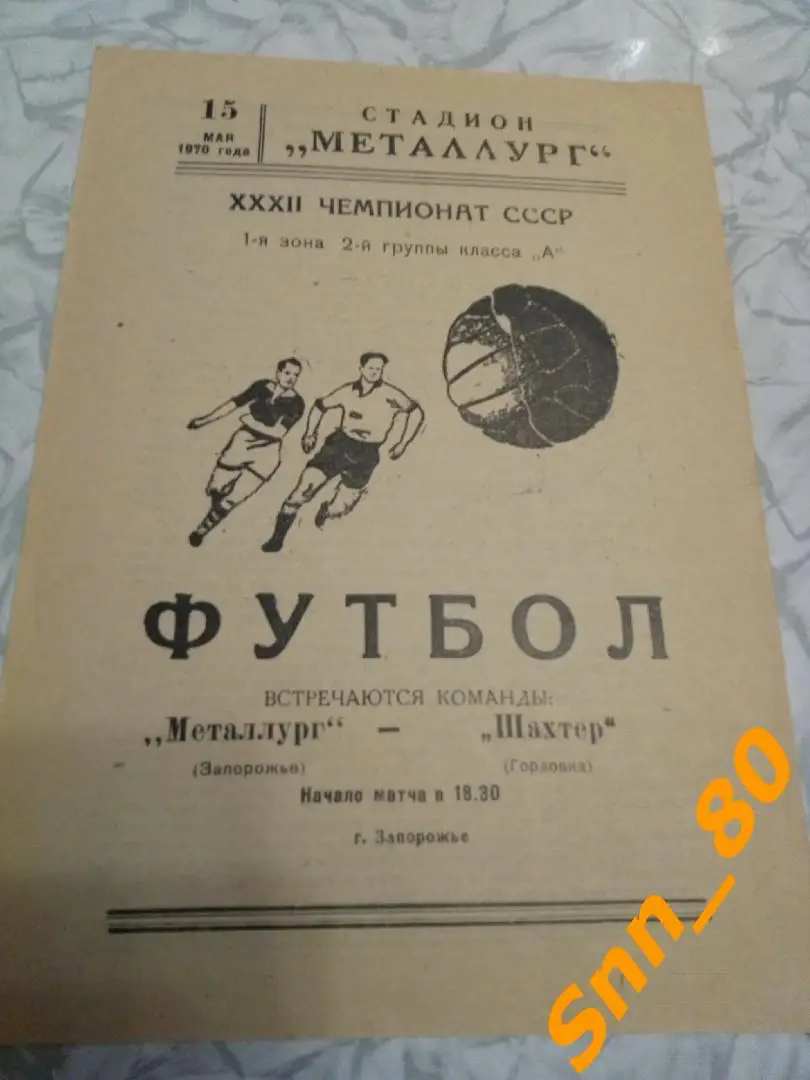 15
МАЯ
1970 года
СТАДИОН
„МЕТАЛЛУРГ“
XXXII ЧЕМПИОНАТ СССР
1-я зона 2-й группы класса „А“
ФУТБОЛ
ВСТРЕЧАЮТСЯ КОМАНДЫ:
„Металлург“ — „Шахтер“
(Запорожье) (Горловка)
Начало матча в 18.30
г. Запорожье
Snn_80